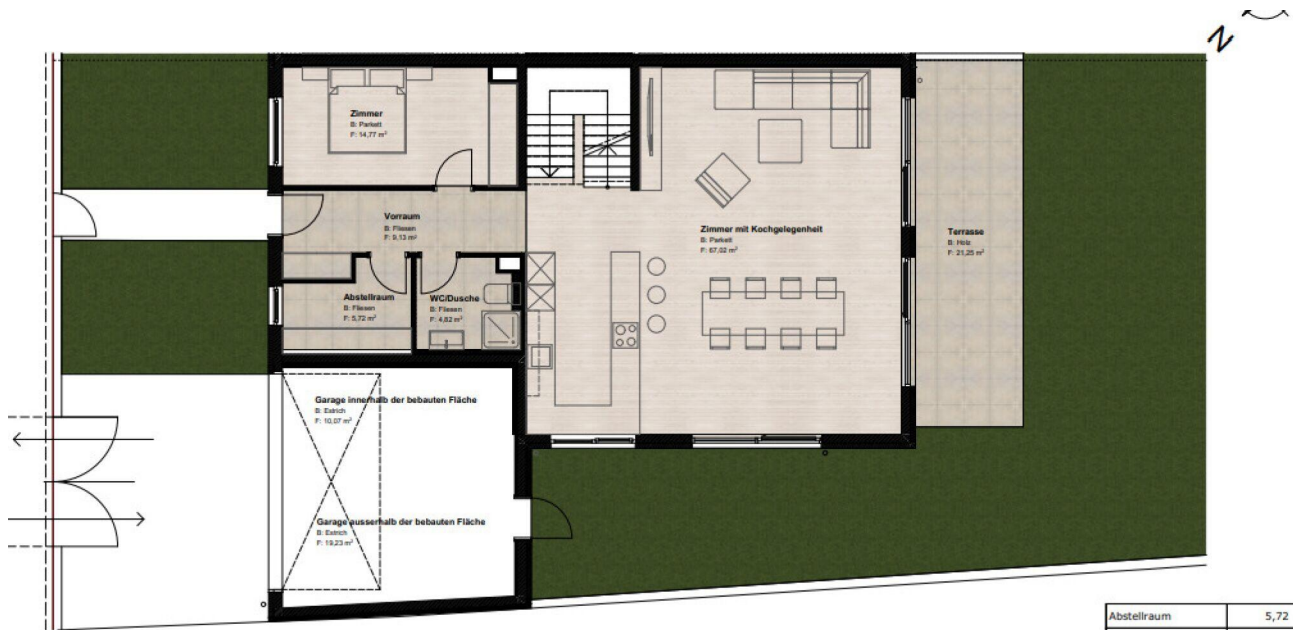 N
Zimmer
B: Parkett
F: 14,77 m²
Vorraum
B: Fliesen
F: 9,13 m²
Zimmer mit Kochgelegenheit
B: Parkett
F: 67,02 m²
Terrasse
B: Holz
F: 21,25 m²
Abstellraum
B: Fliesen
F: 5,72 m²
WC/Dusche
B: Fliesen
F: 4,82 m²
Garage innerhalb der bebauten Fläche
B: Estrich
F: 10,07 m²
Garage ausserhalb der bebauten Fläche
B: Estrich
F: 19,23 m²
Abstellraum 5,72